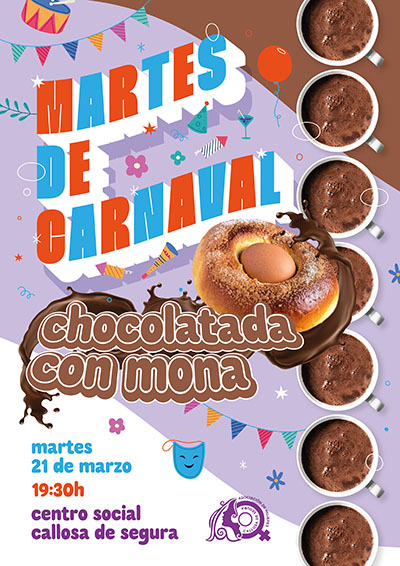 MARTES
DE
CARNAVAL
chocolatada
con mona
martes
21 de marzo
19:30h
centro social
callosa de segura